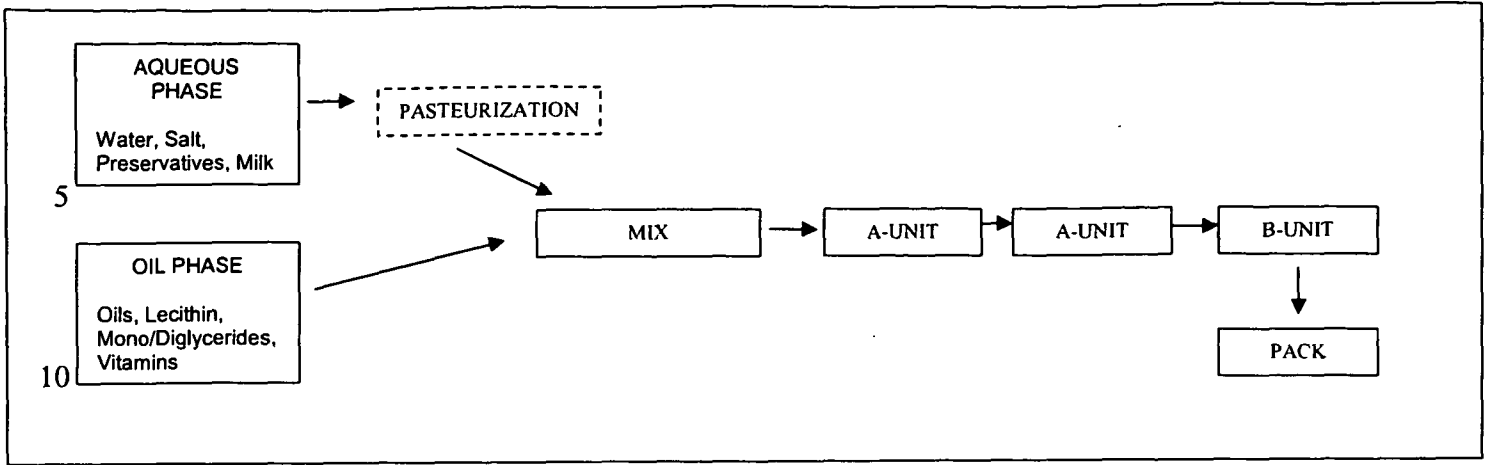 AQUEOUS
PHASE
Water, Salt,
Preservatives, Milk
5
PASTEURIZATION
OIL PHASE
Oils, Lecithin,
Mono/Diglycerides,
Vitamins
10
MIX
A-UNIT
A-UNIT
B-UNIT
PACK